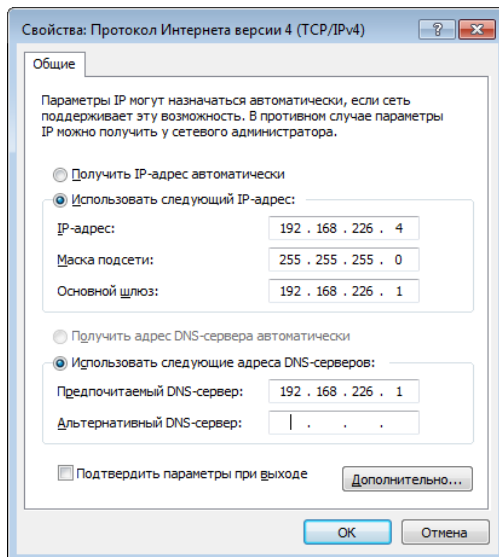 Свойства: Протокол Интернета версии 4 (TCP/IPv4)
Общие
Параметры IP могут назначаться автоматически, если сеть
поддерживает эту возможность. В противном случае параметры
IP можно получить у сетевого администратора.
Получить IP-адрес автоматически
Использовать следующий IP-адрес:
IP-адрес: 192 . 168 . 226 . 4
Маска подсети: 255 . 255 . 255 . 0
Основной шлюз: 192 . 168 . 226 . 1
Получить адрес DNS-сервера автоматически
Использовать следующие адреса DNS-серверов:
Предпочитаемый DNS-сервер: 192 . 168 . 226 . 1
Альтернативный DNS-сервер: . . .
Подтвердить параметры при выходе
Дополнительно...
ОК Отмена